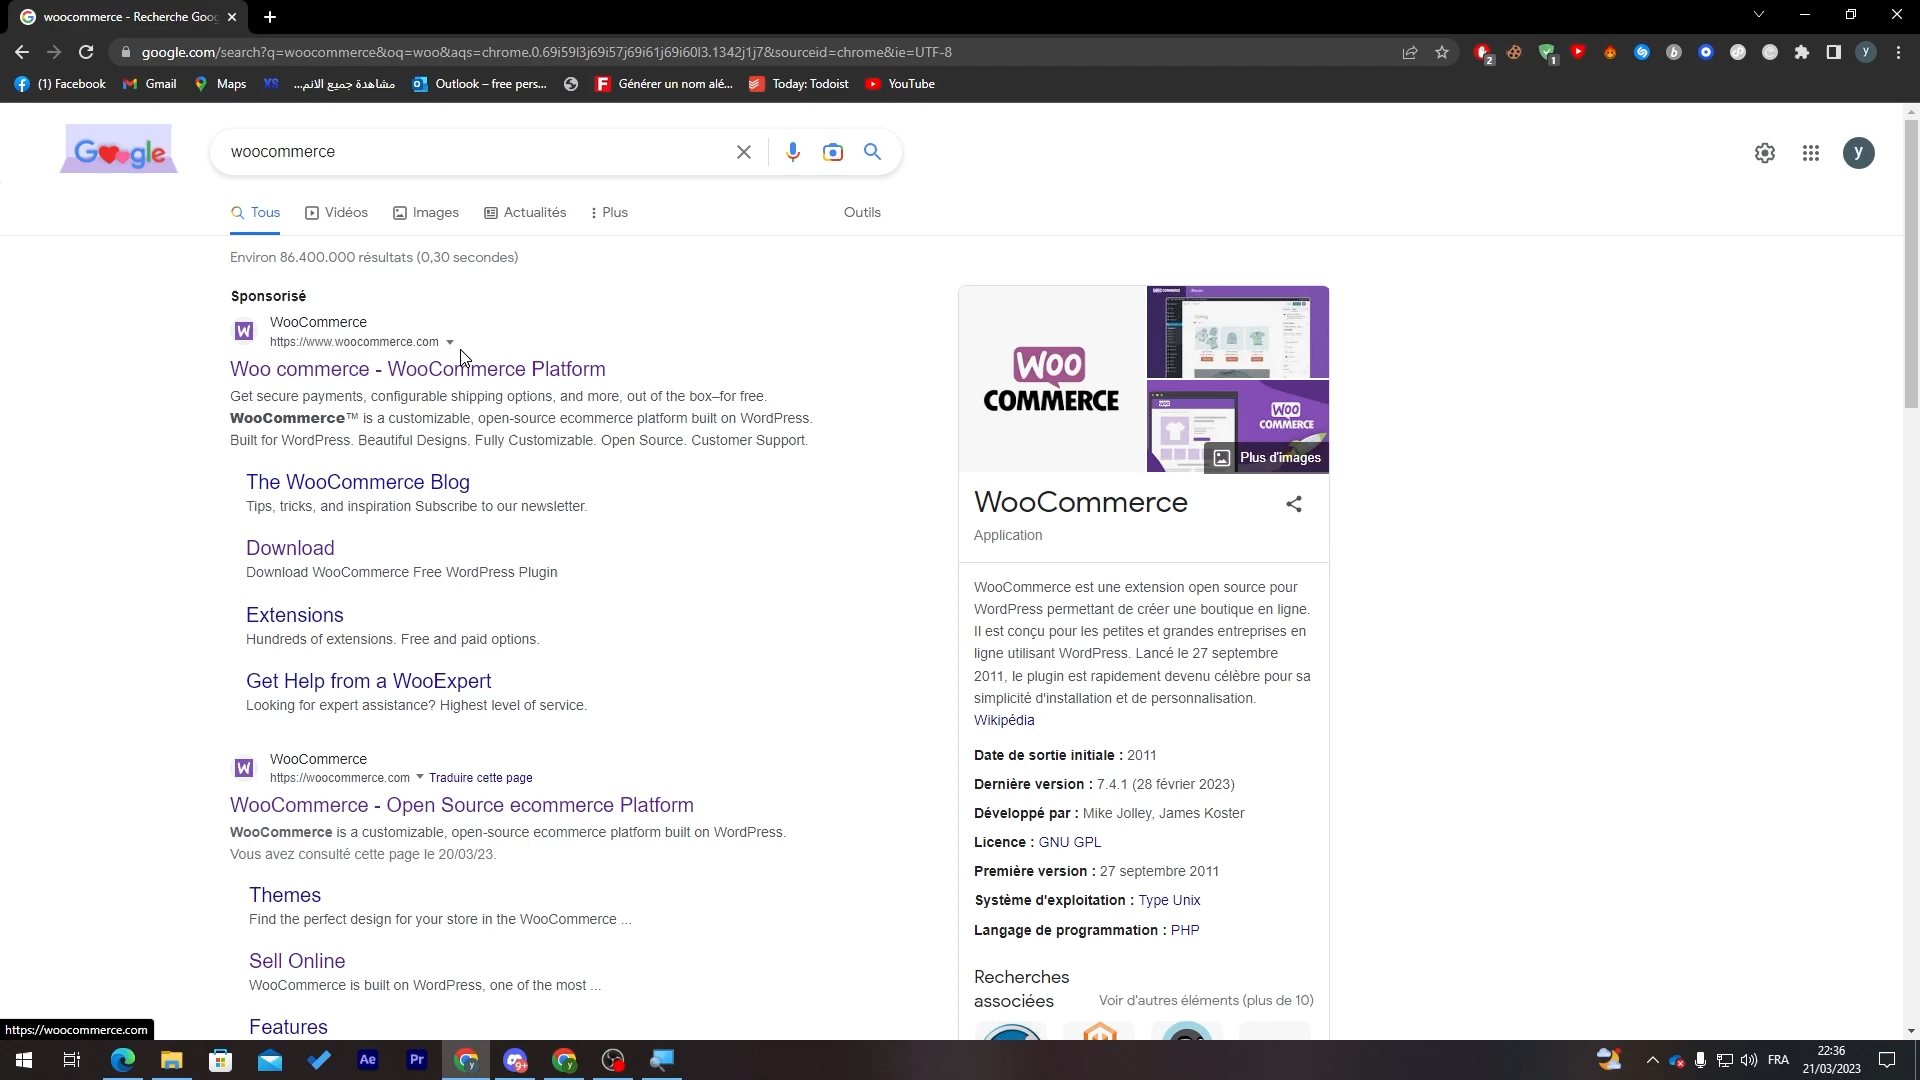 woocommerce - Recherche Goog
google.com/search?q=woocommerce&oq=woo&aqs=chrome.0.69i59l3j69i57j69i61j69i60l3.1342j1j7&sourceid=chrome&ie=UTF-8
2
1
y
(1) Facebook
Gmail
Maps
XS
مشاهدة جميع الانم...
Outlook – free pers...
Générer un nom alé...
Today: Todoist
YouTube
Google
woocommerce
y
Tous
Vidéos
Images
Actualités
Plus
Outils
Environ 86.400.000 résultats (0,30 secondes)
Sponsorisé
WooCommerce
https://www.woocommerce.com
Woo commerce - WooCommerce Platform
Get secure payments, configurable shipping options, and more, out of the box–for free.
WooCommerce™ is a customizable, open-source ecommerce platform built on WordPress.
Built for WordPress. Beautiful Designs. Fully Customizable. Open Source. Customer Support.
The WooCommerce Blog
Tips, tricks, and inspiration Subscribe to our newsletter.
Download
Download WooCommerce Free WordPress Plugin
Extensions
Hundreds of extensions. Free and paid options.
Get Help from a WooExpert
Looking for expert assistance? Highest level of service.
WooCommerce
https://woocommerce.com
Traduire cette page
WooCommerce - Open Source ecommerce Platform
WooCommerce is a customizable, open-source ecommerce platform built on WordPress.
Vous avez consulté cette page le 20/03/23.
Themes
Find the perfect design for your store in the WooCommerce ...
Sell Online
WooCommerce is built on WordPress, one of the most ...
Features
WOO
COMMERCE
WOO
COMMERCE
Plus d'images
WooCommerce
Application
WooCommerce est une extension open source pour
WordPress permettant de créer une boutique en ligne.
Il est conçu pour les petites et grandes entreprises en
ligne utilisant WordPress. Lancé le 27 septembre
2011, le plugin est rapidement devenu célèbre pour sa
simplicité d'installation et de personnalisation.
Wikipédia
Date de sortie initiale : 2011
Dernière version : 7.4.1 (28 février 2023)
Développé par : Mike Jolley, James Koster
Licence : GNU GPL
Première version : 27 septembre 2011
Système d'exploitation : Type Unix
Langage de programmation : PHP
Recherches
associées
Voir d'autres éléments (plus de 10)
https://woocommerce.com
Ae
Pr
9+
FRA
22:36
21/03/2023